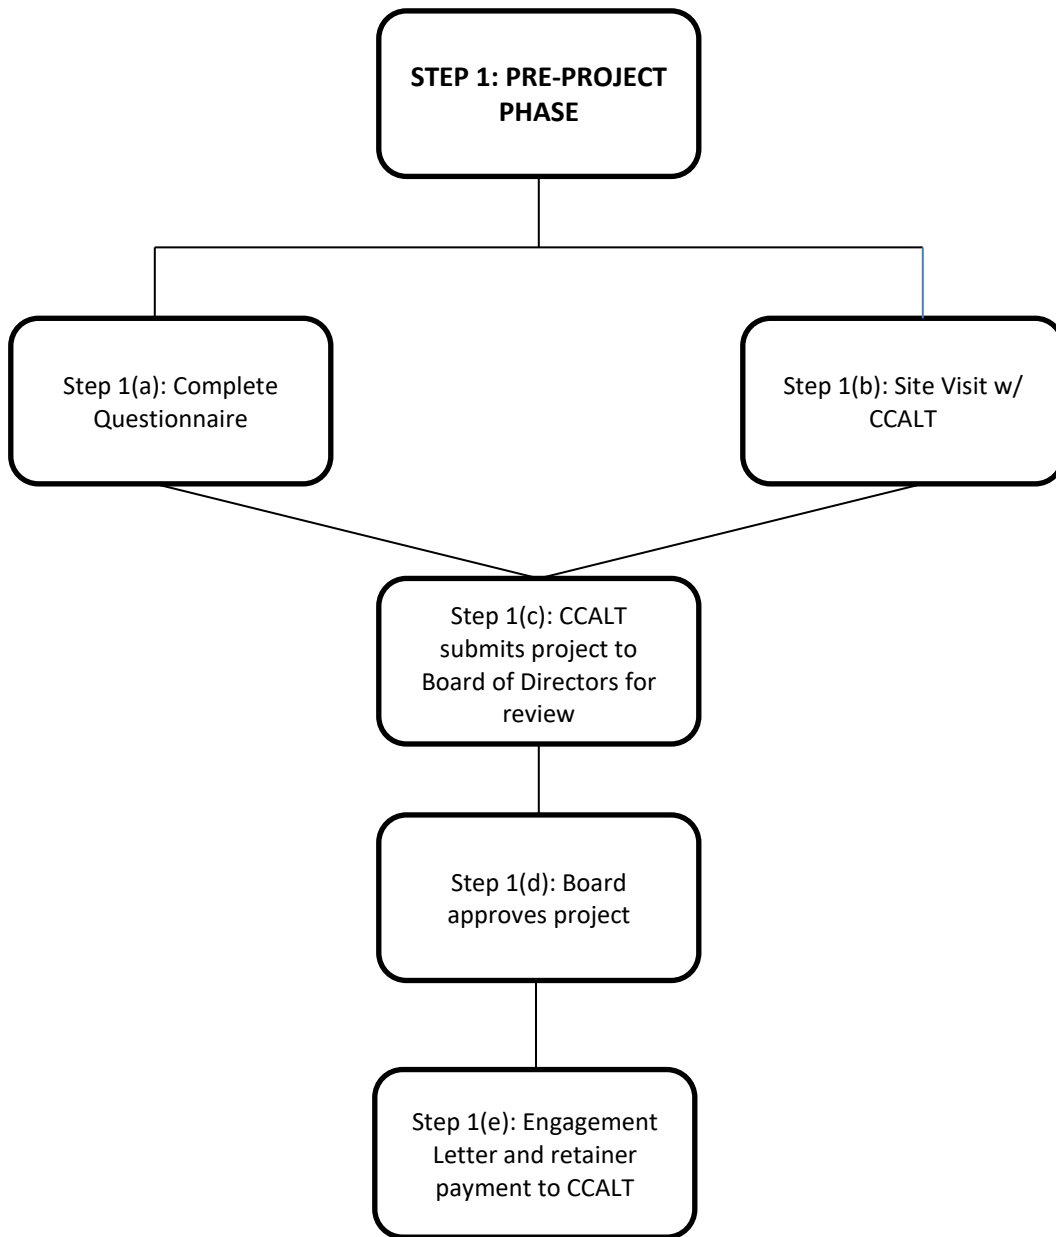 STEP 1: PRE-PROJECT
PHASE
Step 1(a): Complete
Questionnaire
Step 1(b): Site Visit w/
CCALT
Step 1(c): CCALT
submits project to
Board of Directors for
review
Step 1(d): Board
approves project
Step 1(e): Engagement
Letter and retainer
payment to CCALT